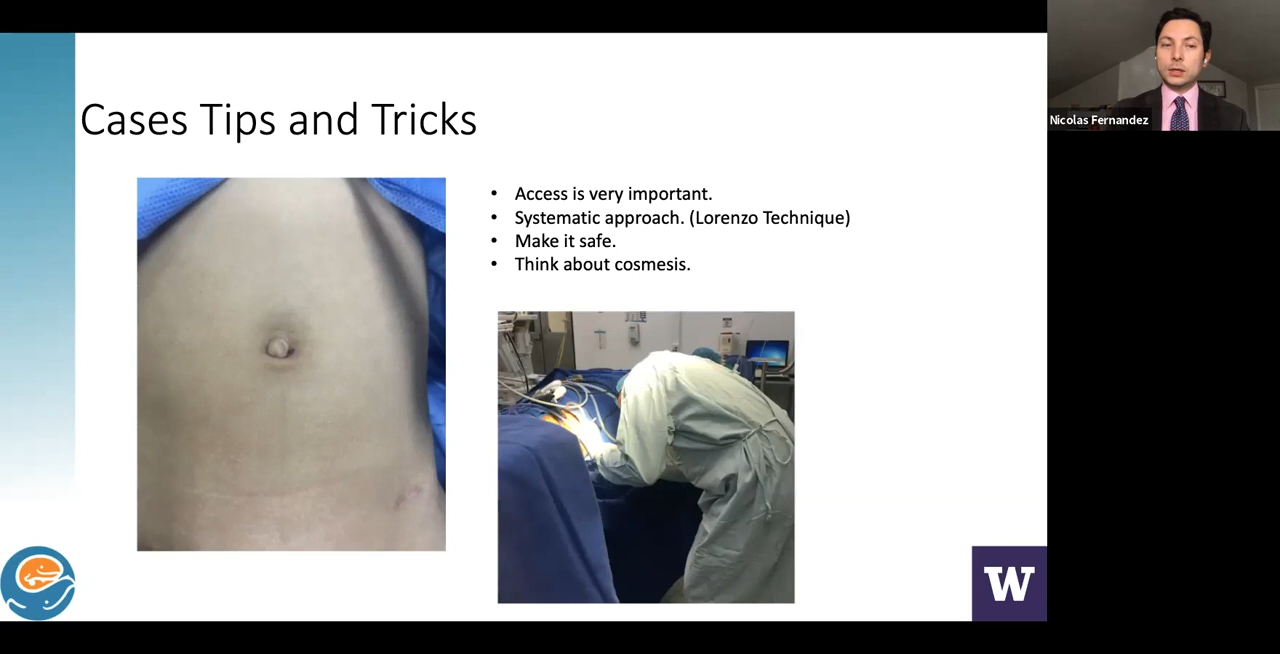 Nicolas Fernandez
Cases Tips and Tricks
• Access is very important.
• Systematic approach. (Lorenzo Technique)
• Make it safe.
• Think about cosmesis.
W